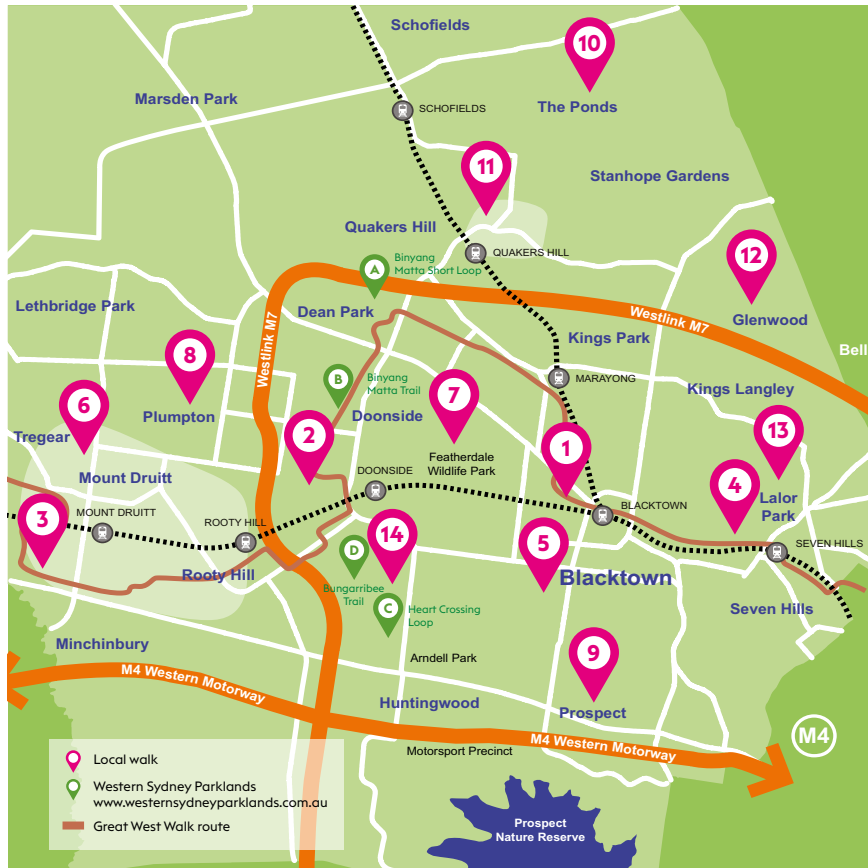 Schofields
10
Marsden Park
SCHOFIELDS
The Ponds
11
Stanhope Gardens
Quakers Hill
QUAKERS HILL
12
A
Binyang
Matta Short Loop
Lethbridge Park
Dean Park
Westlink M7
Westlink M7
Glenwood
Kings Park
Bell
8
B
Binyang
Matta Trail
MARAYONG
Kings Langley
6
Plumpton
7
Doonside
Tregear
2
13
Featherdale
Wildlife Park
1
Mount Druitt
DOONSIDE
4
Lalor
Park
3
MOUNT DRUITT
ROOTY HILL
BLACKTOWN
14
5
SEVEN HILLS
D
Rooty Hill
Bungarribee
Trail
Blacktown
C
Heart Crossing
Loop
Seven Hills
Minchinbury
Arndell Park
9
M4 Western Motorway
Huntingwood
Prospect
M4 Western Motorway
M4
Motorsport Precinct
Local walk
Western Sydney Parklands
www.westernsydneyparklands.com.au
Great West Walk route
Prospect
Nature Reserve